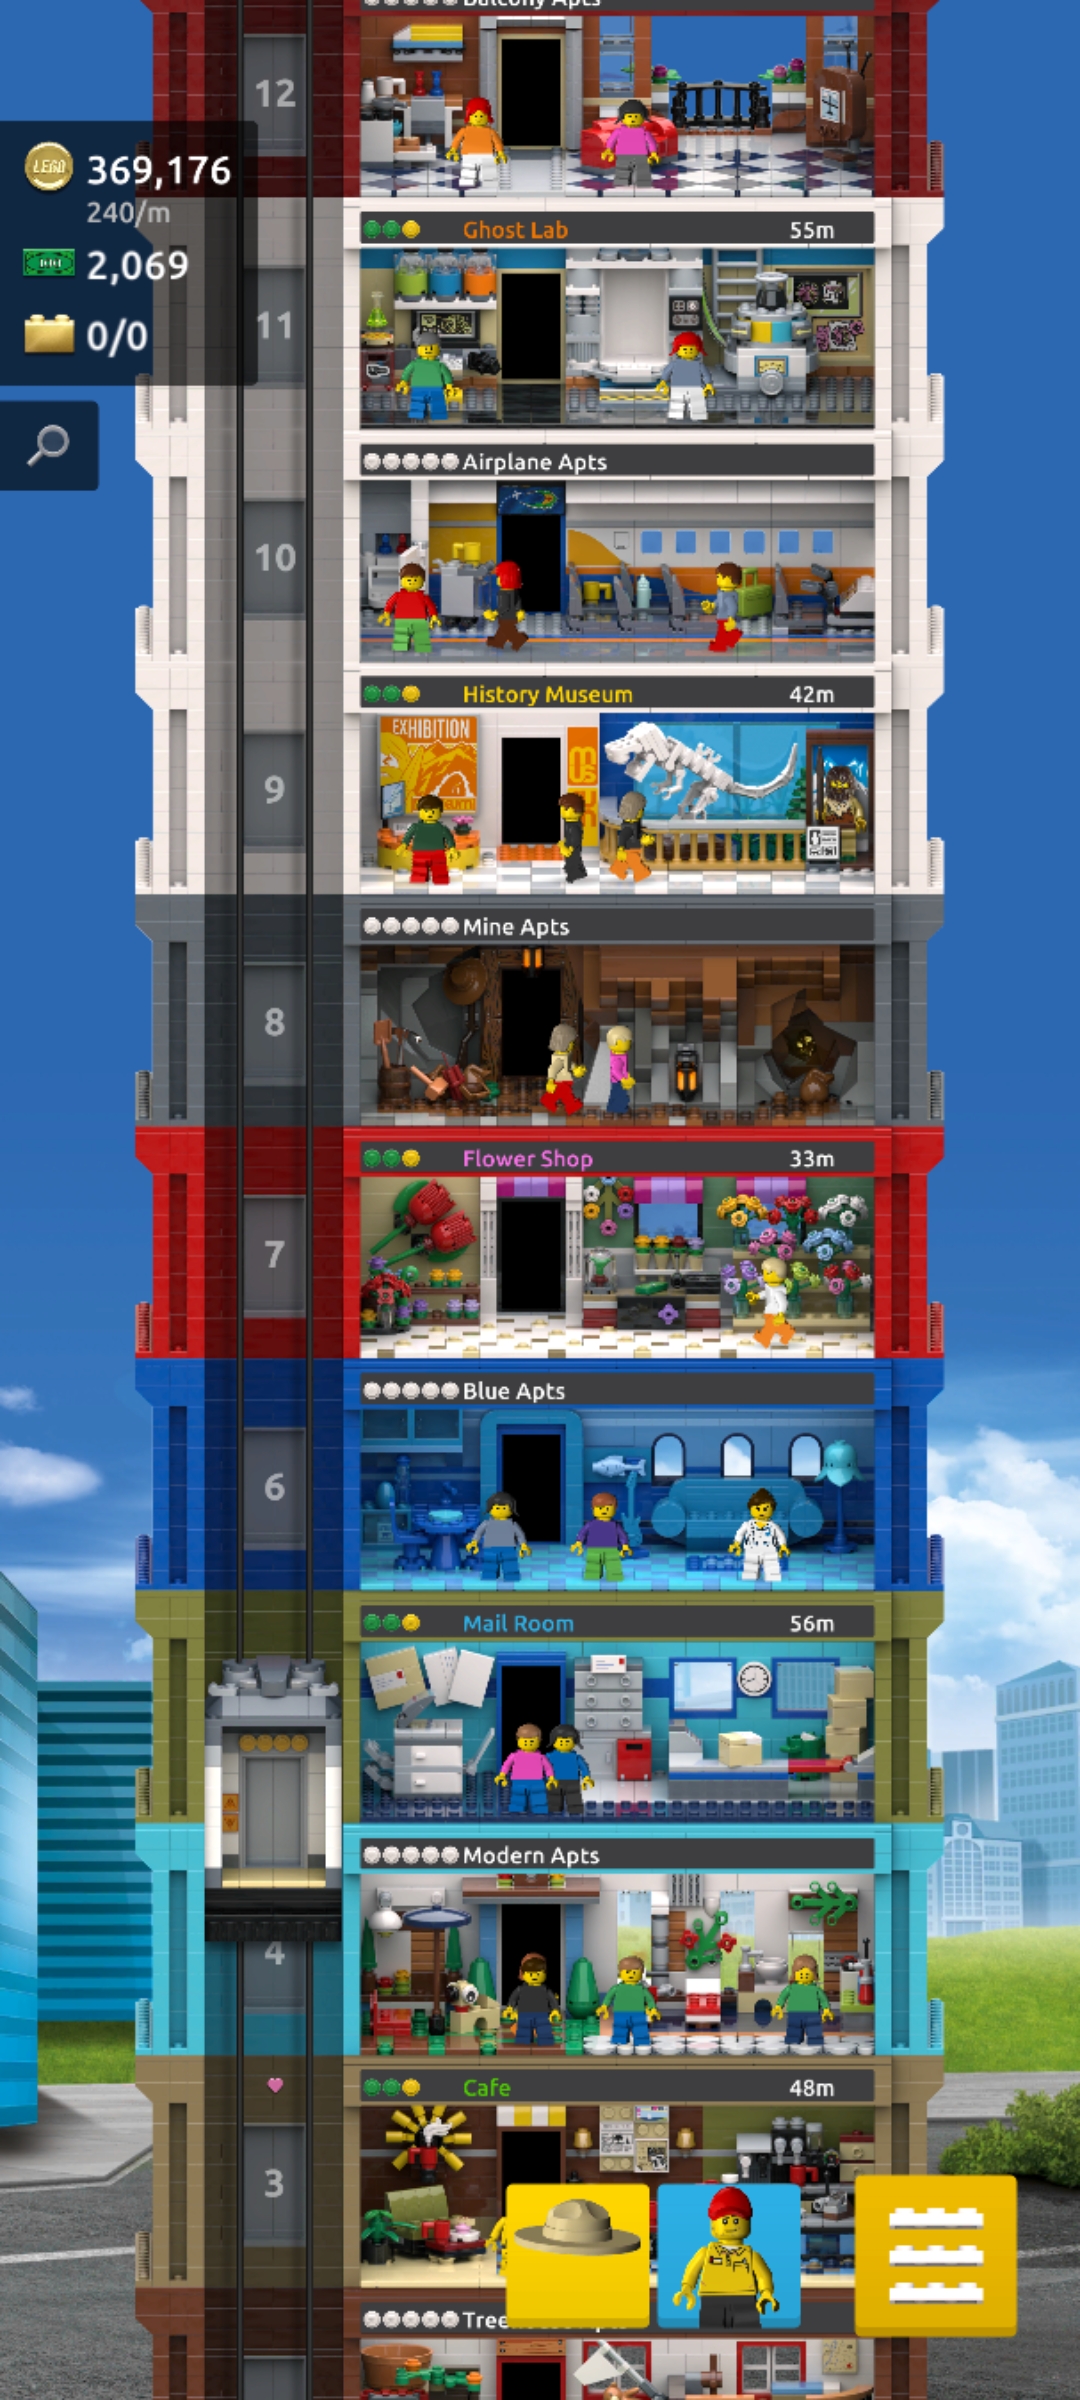 Balcony Apts
12
LEGO
369,176
240/m
2,069
0/0
Ghost Lab 55m
11
Airplane Apts
10
History Museum 42m
EXHIBITION
9
Mine Apts
8
Flower Shop 33m
7
Blue Apts
6
Mail Room 56m
Modern Apts
4
Cafe 48m
3